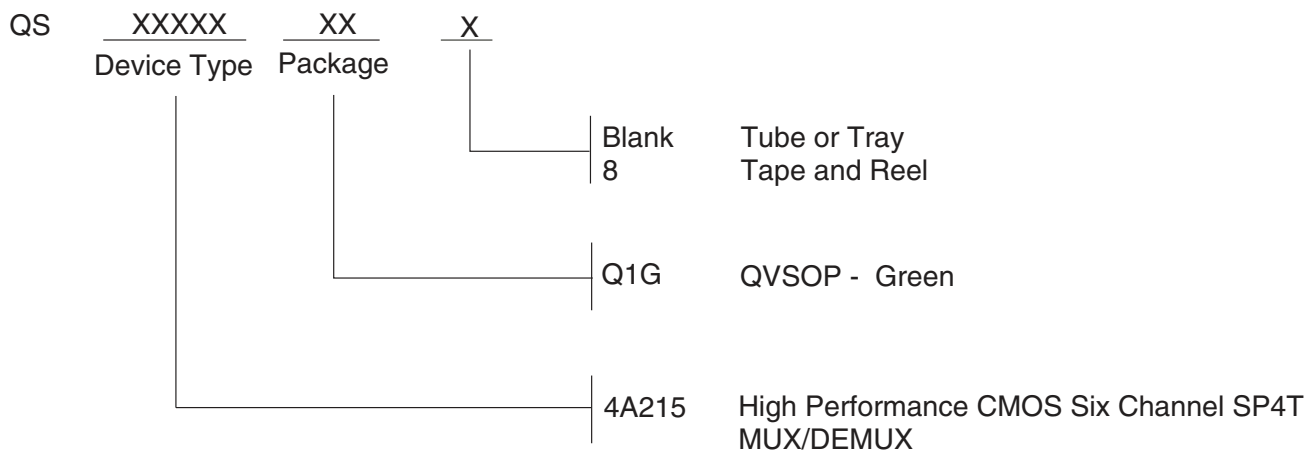 QS XXXXX XX X
Device Type Package
Blank Tube or Tray
8 Tape and Reel
Q1G QVSOP - Green
4A215 High Performance CMOS Six Channel SP4T
MUX/DEMUX